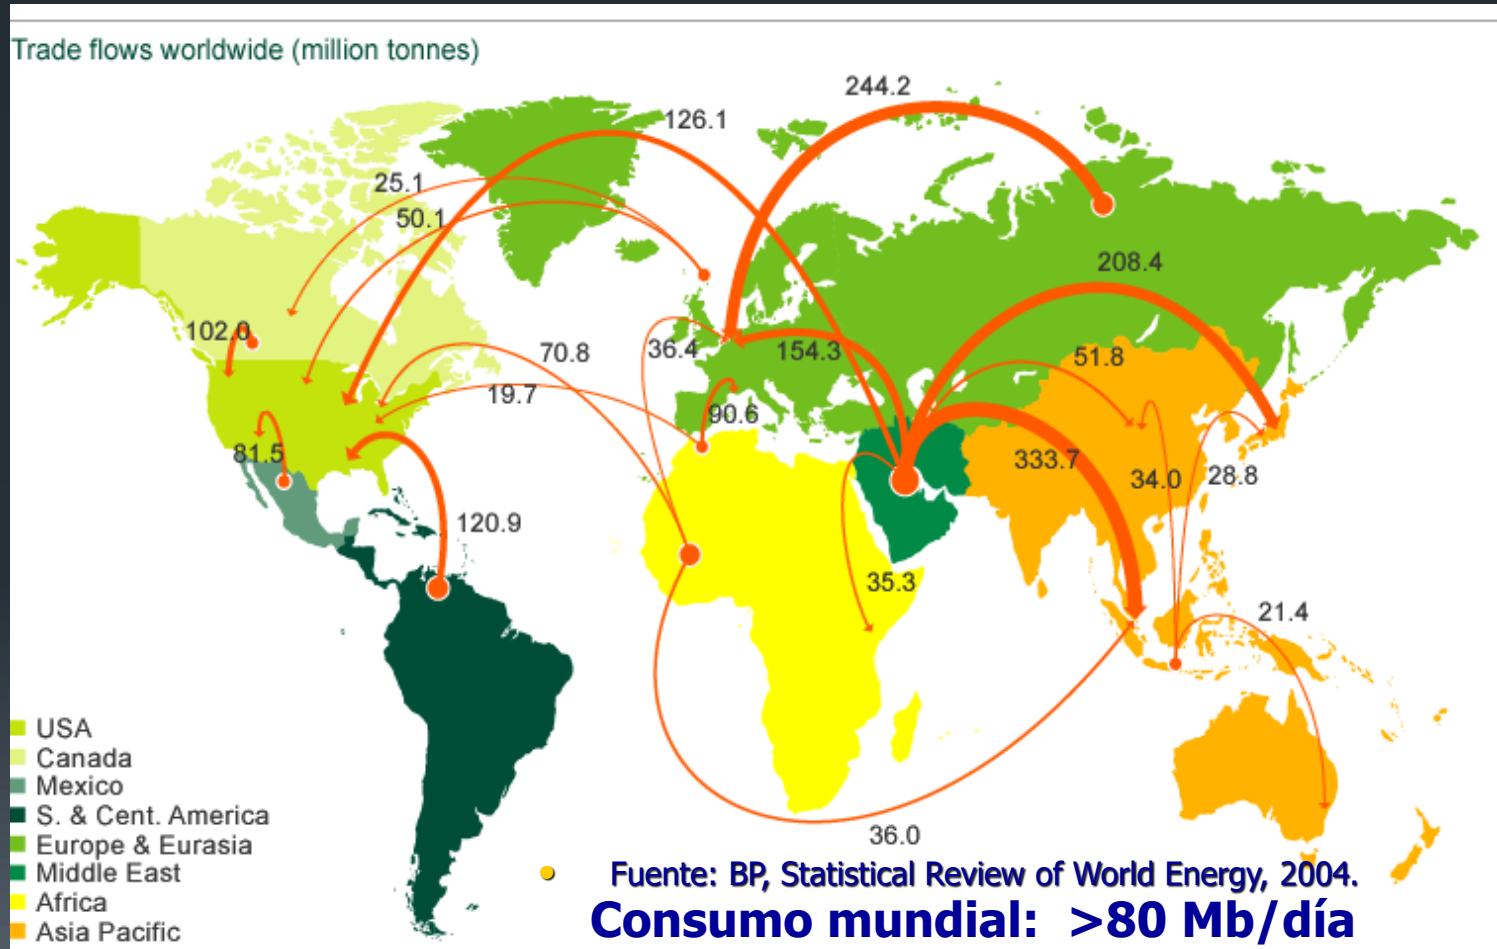 Trade flows worldwide (million tonnes)
244.2
126.1
25.1
50.1
208.4
102.0
70.8
36.4
154.3
51.8
19.7
90.6
81.5
333.7
34.0
28.8
120.9
35.3
21.4
36.0
USA
Canada
Mexico
S. & Cent. America
Europe & Eurasia
Middle East
Africa
Asia Pacific
Fuente: BP, Statistical Review of World Energy, 2004.
Consumo mundial: >80 Mb/día